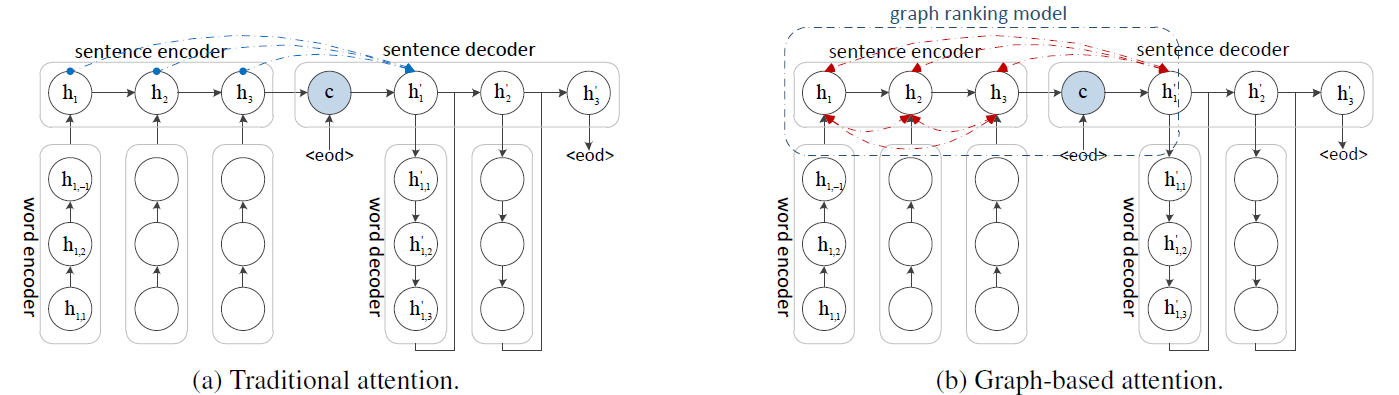 graph ranking model
sentence encoder
sentence decoder
h₁
h₂
h₃
c
h'₁
h'₂
h'₃
<eod>
<eod>
word encoder
h₁,₋₁
h₁,₂
h₁,₁
word decoder
h'₁,₁
h'₁,₂
h'₁,₃
(a) Traditional attention.
sentence encoder
sentence decoder
h₁
h₂
h₃
c
h'₁
h'₂
h'₃
<eod>
<eod>
word encoder
h₁,₋₁
h₁,₂
h₁,₁
word decoder
h'₁,₁
h'₁,₂
h'₁,₃
(b) Graph-based attention.